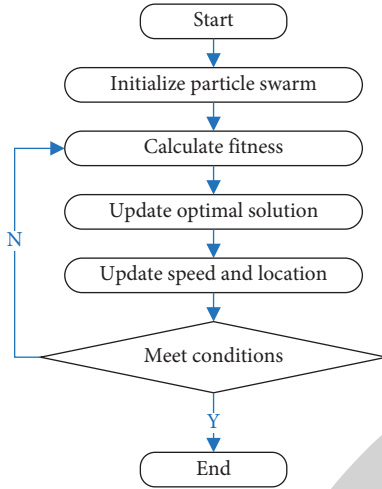 Start
Initialize particle swarm
Calculate fitness
Update optimal solution
N
Update speed and location
Meet conditions
Y
End